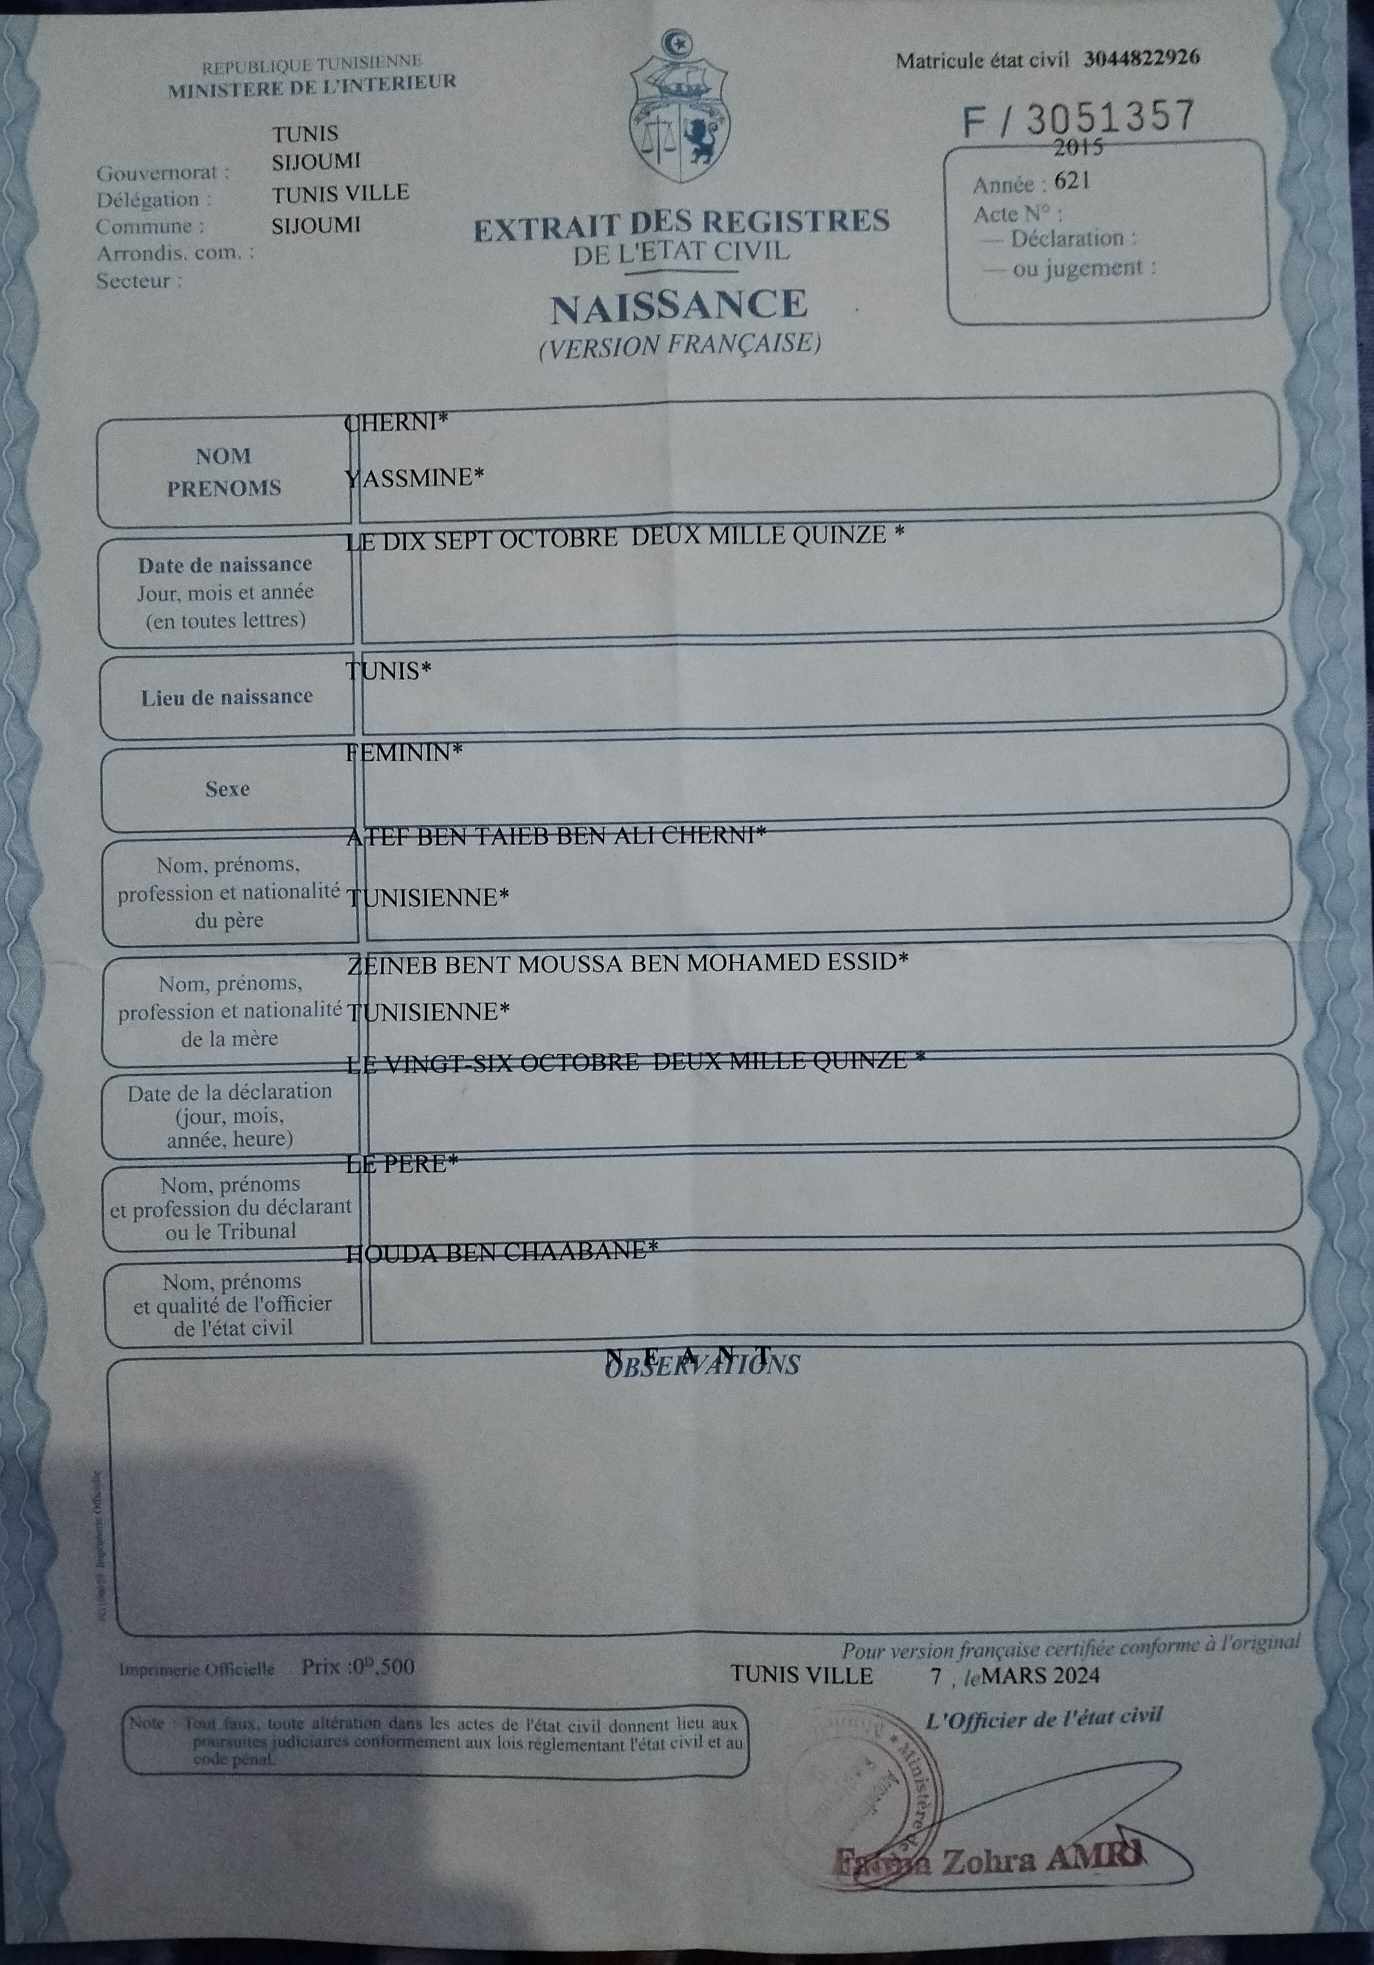 REPUBLIQUE TUNISIENNE
MINISTERE DE L'INTERIEUR
Matricule état civil 3044822926
F / 3051357
TUNIS
Gouvernorat : SIJOUMI
Délégation : TUNIS VILLE
Commune : SIJOUMI
Arrondis. com. :
Secteur :
2015
Année : 621
Acte N° :
— Déclaration :
— ou jugement :
EXTRAIT DES REGISTRES
DE L'ETAT CIVIL
NAISSANCE
(VERSION FRANÇAISE)
CHERNI*
NOM
PRENOMS
YASSMINE*
LE DIX SEPT OCTOBRE DEUX MILLE QUINZE *
Date de naissance
Jour, mois et année
(en toutes lettres)
TUNIS*
Lieu de naissance
FEMININ*
Sexe
ATEF BEN TAIEB BEN ALI CHERNI*
Nom, prénoms,
profession et nationalité
du père
TUNISIENNE*
ZEINEB BENT MOUSSA BEN MOHAMED ESSID*
Nom, prénoms,
profession et nationalité
de la mère
TUNISIENNE*
LE VINGT-SIX OCTOBRE DEUX MILLE QUINZE *
Date de la déclaration
(jour, mois,
année, heure)
LE PERE*
Nom, prénoms
et profession du déclarant
ou le Tribunal
HOUDA BEN CHAABANE*
Nom, prénoms
et qualité de l'officier
de l'état civil
N E A N T
OBSERVATIONS
Imprimerie Officielle
Pour version française certifiée conforme à l'original
Imprimerie Officielle Prix :0ᴰ,500
TUNIS VILLE 7 , le MARS 2024
L'Officier de l'état civil
Note : Tout faux, toute altération dans les actes de l'état civil donnent lieu aux
poursuites judiciaires conformément aux lois réglementant l'état civil et au
code pénal.
Ministère de
Fatma Zohra AMRI